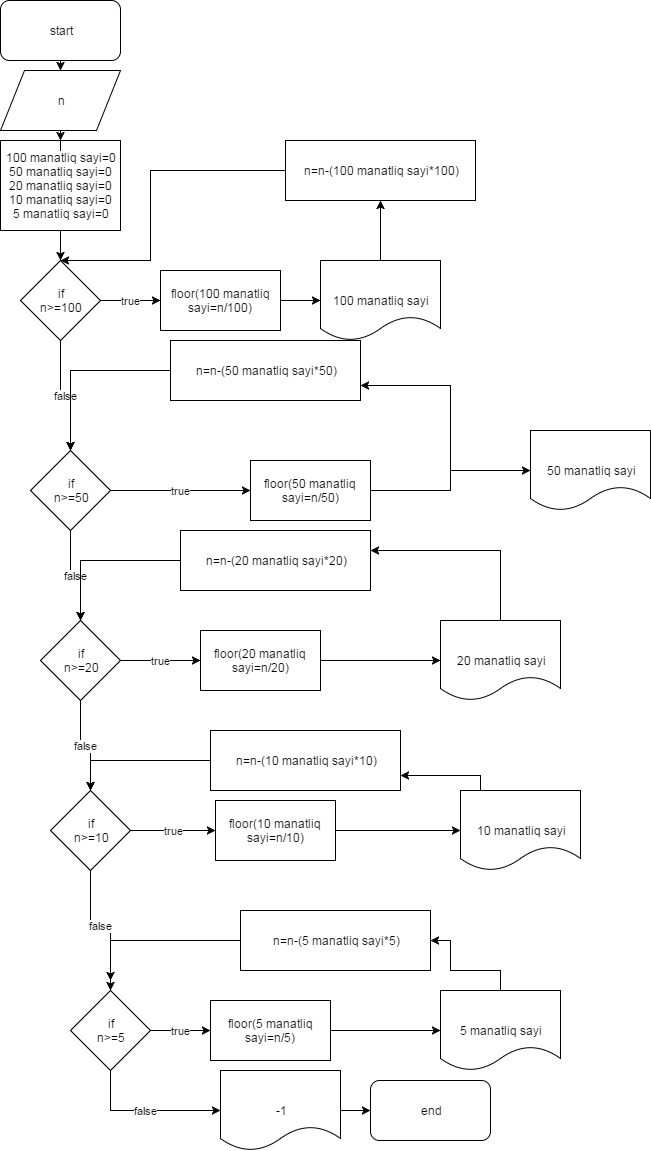 start
n
100 manatliq sayi=0
50 manatliq sayi=0
20 manatliq sayi=0
10 manatliq sayi=0
5 manatliq sayi=0
n=n-(100 manatliq sayi*100)
if
n>=100
true
floor(100 manatliq
sayi=n/100)
100 manatliq sayi
false
n=n-(50 manatliq sayi*50)
if
n>=50
true
floor(50 manatliq
sayi=n/50)
50 manatliq sayi
false
n=n-(20 manatliq sayi*20)
if
n>=20
true
floor(20 manatliq
sayi=n/20)
20 manatliq sayi
false
n=n-(10 manatliq sayi*10)
if
n>=10
true
floor(10 manatliq
sayi=n/10)
10 manatliq sayi
false
n=n-(5 manatliq sayi*5)
if
n>=5
true
floor(5 manatliq
sayi=n/5)
5 manatliq sayi
false
-1
end